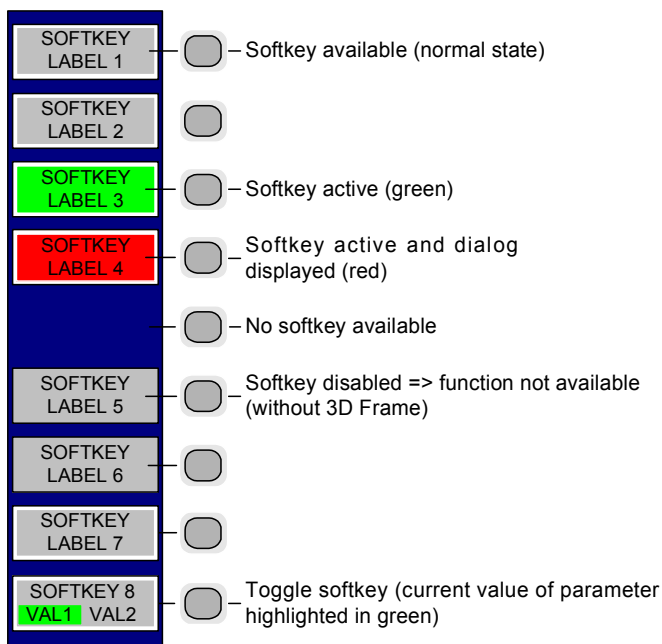 SOFTKEY
LABEL 1
Softkey available (normal state)
SOFTKEY
LABEL 2
SOFTKEY
LABEL 3
Softkey active (green)
SOFTKEY
LABEL 4
Softkey active and dialog
displayed (red)
No softkey available
SOFTKEY
LABEL 5
Softkey disabled => function not available
(without 3D Frame)
SOFTKEY
LABEL 6
SOFTKEY
LABEL 7
SOFTKEY 8
VAL1 VAL2
Toggle softkey (current value of parameter
highlighted in green)